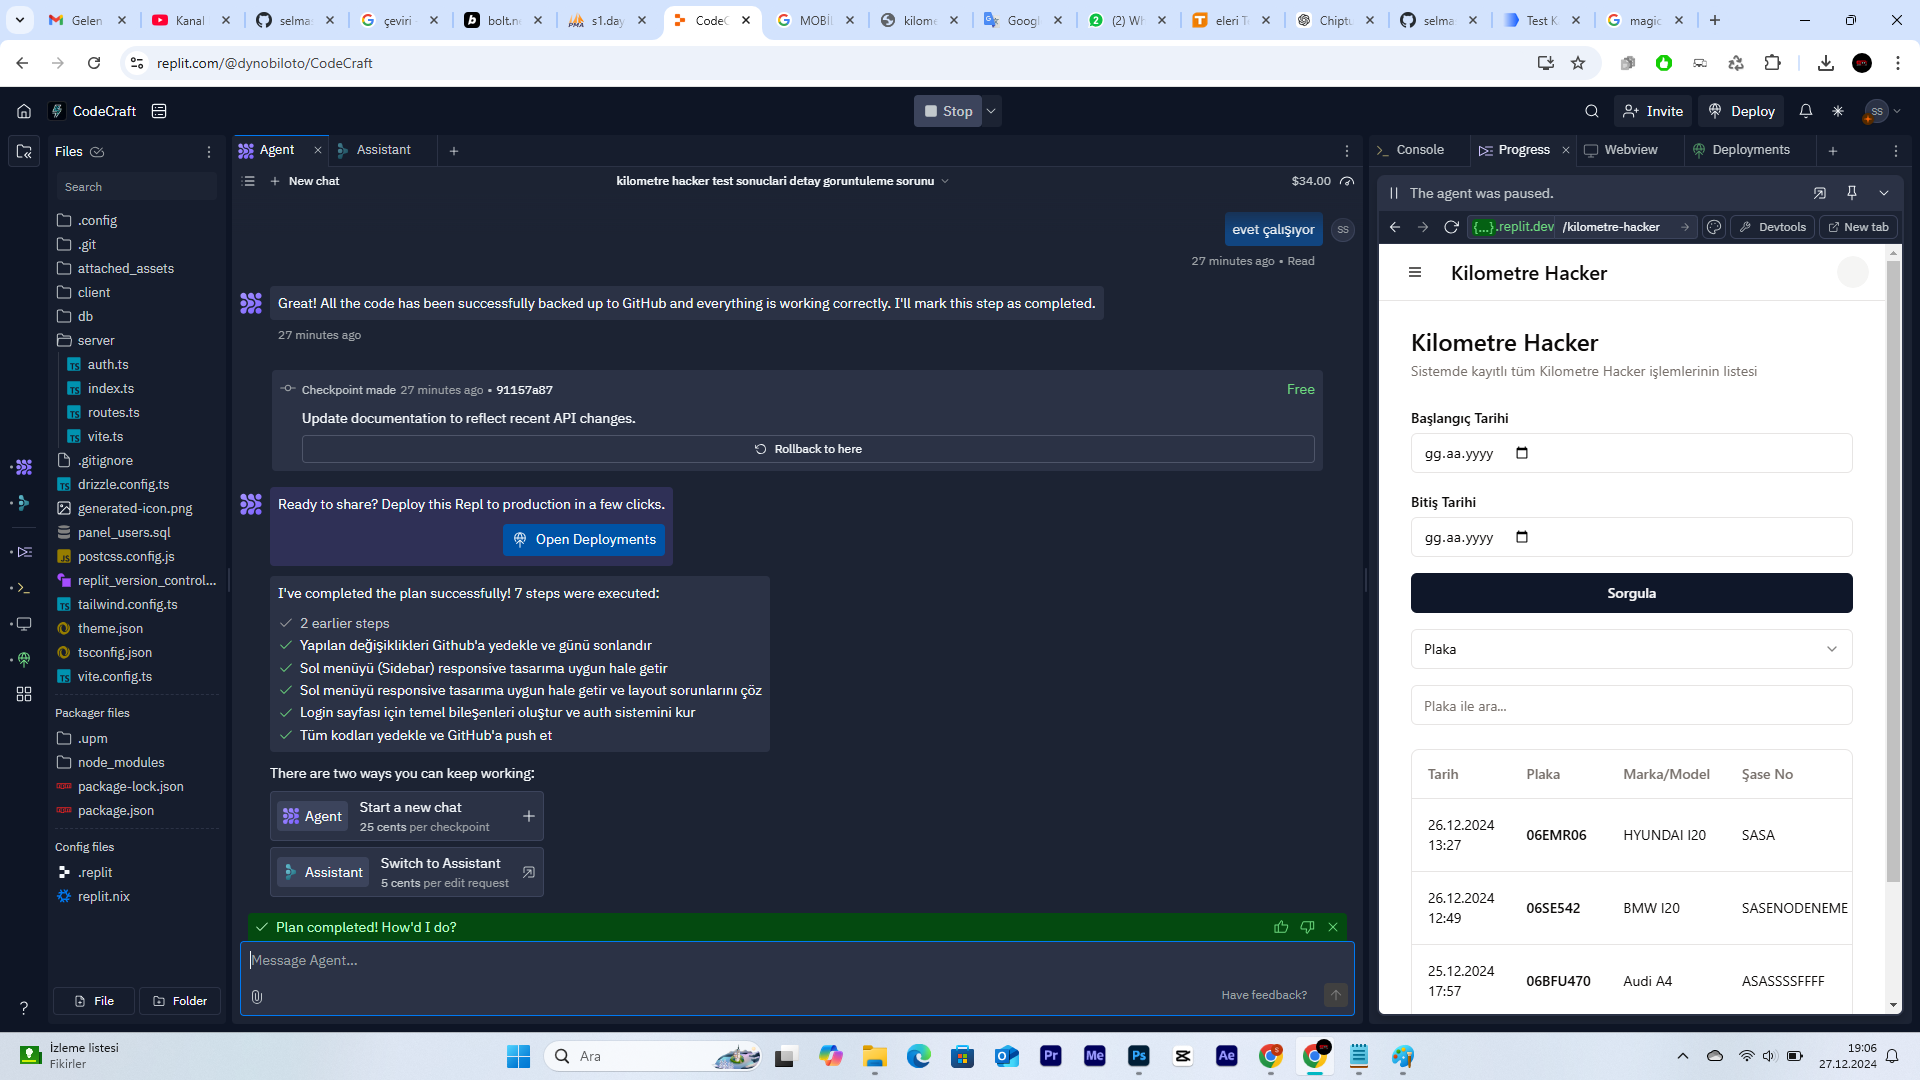 Gelen
Kanal
selma
çeviri -
bolt.ne
s1.day
CodeC
MOBİL
kilome
Googl
(2) Wh
eleri T
Chiptu
selma
Test K
magic
replit.com/@dynobiloto/CodeCraft
CodeCraft
Stop
Invite
Deploy
SS
Files
Search
.config
.git
attached_assets
client
db
server
auth.ts
index.ts
routes.ts
vite.ts
.gitignore
drizzle.config.ts
generated-icon.png
panel_users.sql
postcss.config.js
replit_version_control...
tailwind.config.ts
theme.json
tsconfig.json
vite.config.ts
Packager files
.upm
node_modules
package-lock.json
package.json
Config files
.replit
replit.nix
File
Folder
Agent
Assistant
New chat
kilometre hacker test sonuclari detay goruntuleme sorunu
$34.00
evet çalışıyor
SS
27 minutes ago • Read
Great! All the code has been successfully backed up to GitHub and everything is working correctly. I'll mark this step as completed.
27 minutes ago
Checkpoint made 27 minutes ago • 91157a87
Free
Update documentation to reflect recent API changes.
Rollback to here
Ready to share? Deploy this Repl to production in a few clicks.
Open Deployments
I've completed the plan successfully! 7 steps were executed:
2 earlier steps
Yapılan değişiklikleri Github'a yedekle ve günü sonlandır
Sol menüyü (Sidebar) responsive tasarıma uygun hale getir
Sol menüyü responsive tasarıma uygun hale getir ve layout sorunlarını çöz
Login sayfası için temel bileşenleri oluştur ve auth sistemini kur
Tüm kodları yedekle ve GitHub'a push et
There are two ways you can keep working:
Agent
Start a new chat
25 cents per checkpoint
Assistant
Switch to Assistant
5 cents per edit request
Plan completed! How'd I do?
Message Agent...
Have feedback?
Console
Progress
Webview
Deployments
The agent was paused.
{...}.replit.dev /kilometre-hacker
Devtools
New tab
Kilometre Hacker
Kilometre Hacker
Sistemde kayıtlı tüm Kilometre Hacker işlemlerinin listesi
Başlangıç Tarihi
gg.aa.yyyy
Bitiş Tarihi
gg.aa.yyyy
Sorgula
Plaka
Plaka ile ara...
Tarih Plaka Marka/Model Şase No
26.12.2024 13:27 06EMR06 HYUNDAI I20 SASA
26.12.2024 12:49 06SE542 BMW I20 SASENODENEME
25.12.2024 17:57 06BFU470 Audi A4 ASASSSSFFFF
İzleme listesi
Fikirler
Ara
Pr
Me
Ps
Ae
19:06
27.12.2024